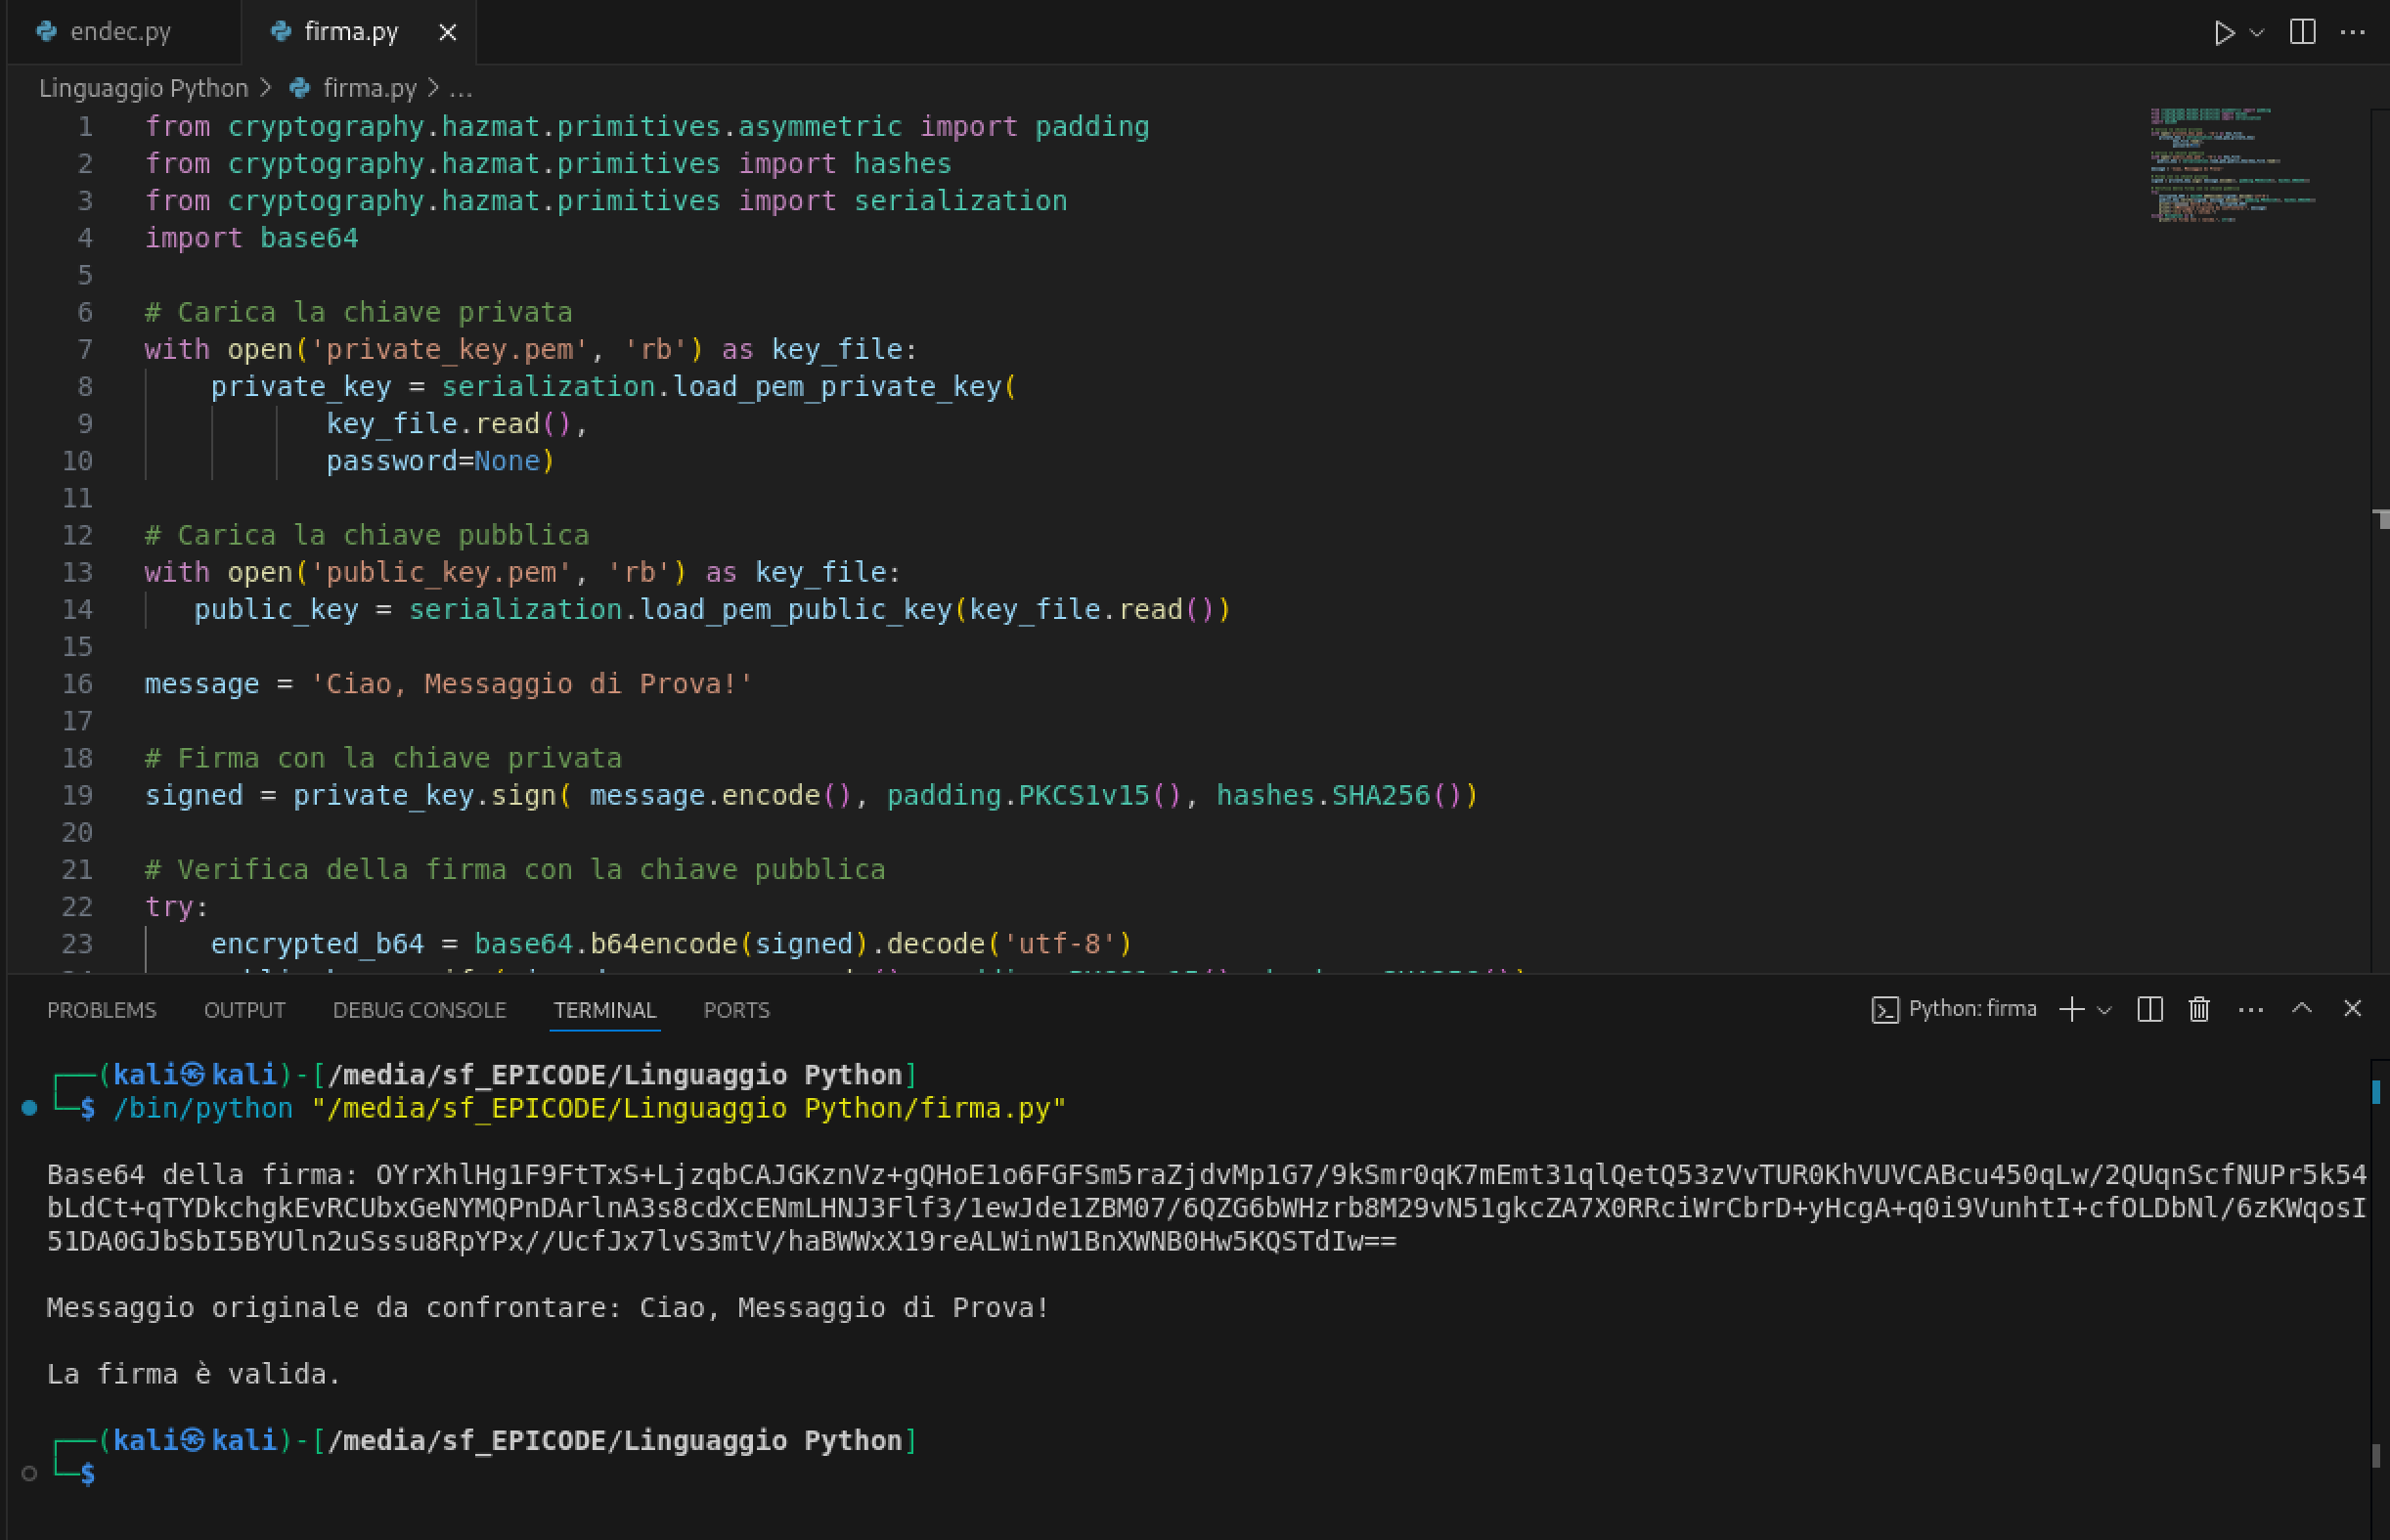 endec.py
firma.py
Linguaggio Python > firma.py > ...
1 from cryptography.hazmat.primitives.asymmetric import padding
2 from cryptography.hazmat.primitives import hashes
3 from cryptography.hazmat.primitives import serialization
4 import base64
5
6 # Carica la chiave privata
7 with open('private_key.pem', 'rb') as key_file:
8 private_key = serialization.load_pem_private_key(
9 key_file.read(),
10 password=None)
11
12 # Carica la chiave pubblica
13 with open('public_key.pem', 'rb') as key_file:
14 public_key = serialization.load_pem_public_key(key_file.read())
15
16 message = 'Ciao, Messaggio di Prova!'
17
18 # Firma con la chiave privata
19 signed = private_key.sign( message.encode(), padding.PKCS1v15(), hashes.SHA256())
20
21 # Verifica della firma con la chiave pubblica
22 try:
23 encrypted_b64 = base64.b64encode(signed).decode('utf-8')
PROBLEMS OUTPUT DEBUG CONSOLE TERMINAL PORTS Python: firma
(kali㉿kali)-[/media/sf_EPICODE/Linguaggio Python]
$ /bin/python "/media/sf_EPICODE/Linguaggio Python/firma.py"
Base64 della firma: OYrXhlHg1F9FtTxS+LjzqbCAJGKznVz+gQHoE1o6FGFSm5raZjdvMp1G7/9kSmr0qK7mEmt31qlQetQ53zVvTUR0KhVUVCABcu450qLw/2QUqnScfNUPr5k54
bLdCt+qTYDkchgkEvRCUbxGeNYMQPnDArlnA3s8cdXcENmLHNJ3Flf3/1ewJde1ZBM07/6QZG6bWHzrb8M29vN51gkcZA7X0RRciWrCbrD+yHcgA+q0i9VunhtI+cfOLDbNl/6zKWqosI
51DA0GJbSbI5BYUln2uSssu8RpYPx//UcfJx7lvS3mtV/haBWWxX19reALWinW1BnXWNB0Hw5KQSTdIw==
Messaggio originale da confrontare: Ciao, Messaggio di Prova!
La firma è valida.
(kali㉿kali)-[/media/sf_EPICODE/Linguaggio Python]
$